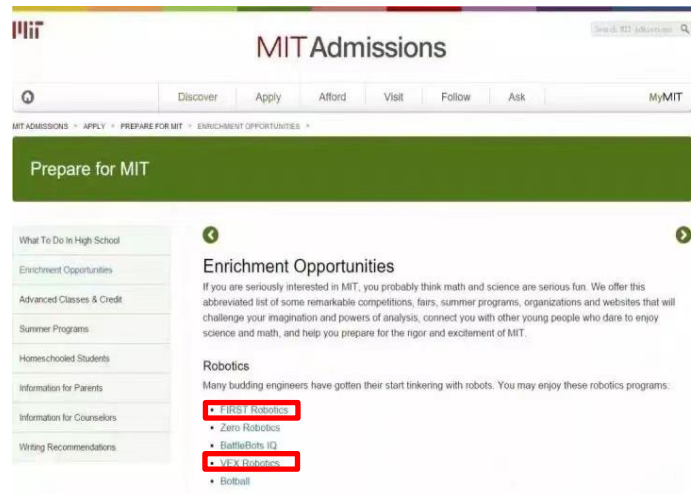 MIT
MIT Admissions
Discover Apply Afford Visit Follow Ask MyMIT
MIT ADMISSIONS » APPLY » PREPARE FOR MIT » ENRICHMENT OPPORTUNITIES »
Prepare for MIT
What To Do In High School
Enrichment Opportunities
Advanced Classes & Credit
Summer Programs
Homeschooled Students
Information for Parents
Information for Counselors
Writing Recommendations
Enrichment Opportunities
If you are seriously interested in MIT, you probably think math and science are serious fun. We offer this
abbreviated list of some remarkable competitions, fairs, summer programs, organizations and websites that will
challenge your imagination and powers of analysis, connect you with other young people who dare to enjoy
science and math, and help you prepare for the rigor and excitement of MIT.
Robotics
Many budding engineers have gotten their start tinkering with robots. You may enjoy these robotics programs:
• FIRST Robotics
• Zero Robotics
• BattleBots IQ
• VEX Robotics
• Botball